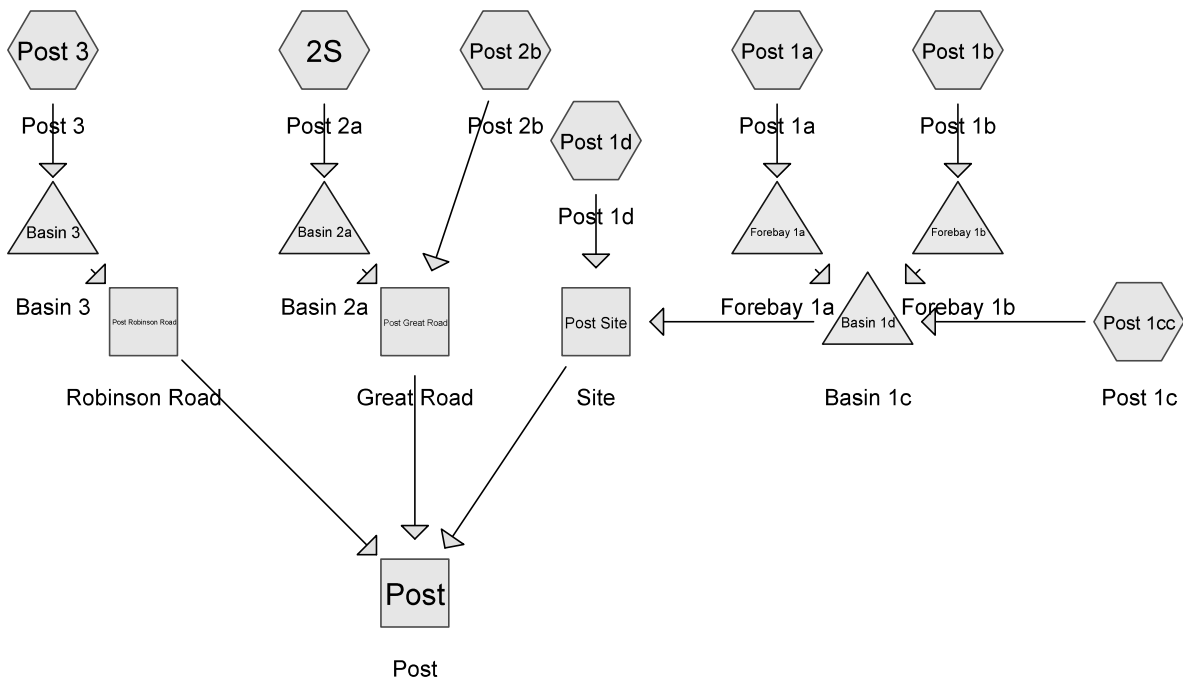 Post 3
2S
Post 2b
Post 1a
Post 1b
Post 3
Post 2a
Post 2b
Post 1d
Post 1a
Post 1b
Post 1d
Basin 3
Basin 2a
Forebay 1a
Forebay 1b
Basin 3
Basin 2a
Forebay 1a
Forebay 1b
Post Robinson Road
Post Great Road
Post Site
Basin 1d
Post 1cc
Robinson Road
Great Road
Site
Basin 1c
Post 1c
Post
Post